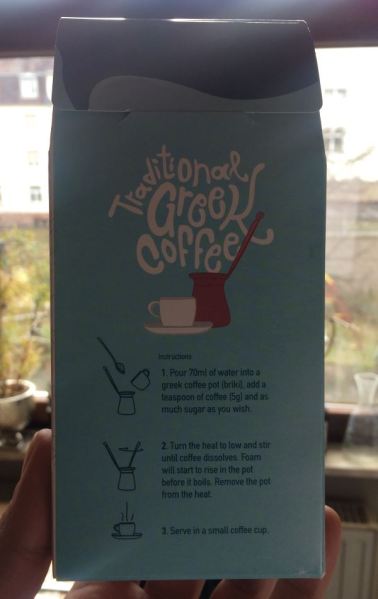 Traditional
Greek
Coffee
Instructions
1. Pour 70ml of water into a
greek coffee pot (briki), add a
teaspoon of coffee (5g) and as
much sugar as you wish.
2. Turn the heat to low and stir
until coffee dissolves. Foam
will start to rise in the pot
before it boils. Remove the pot
from the heat.
3. Serve in a small coffee cup.